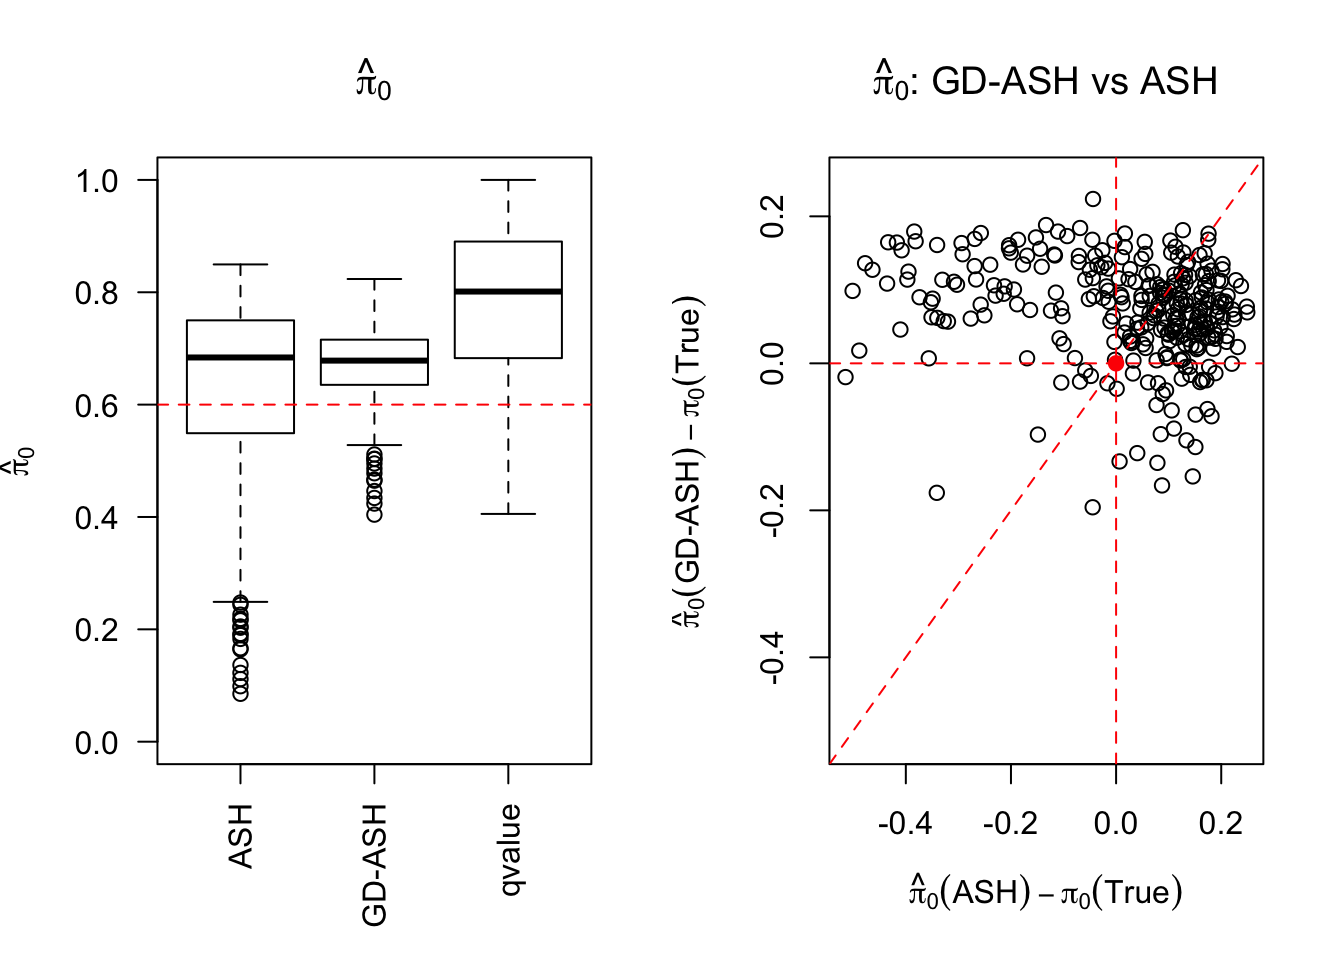 π̂₀
1.0
0.8
0.6
0.4
0.2
0.0
π̂₀
ASH
GD-ASH
qvalue
π̂₀: GD-ASH vs ASH
0.2
0.0
-0.2
-0.4
π̂₀(GD-ASH) − π₀(True)
-0.4
-0.2
0.0
0.2
π̂₀(ASH) − π₀(True)